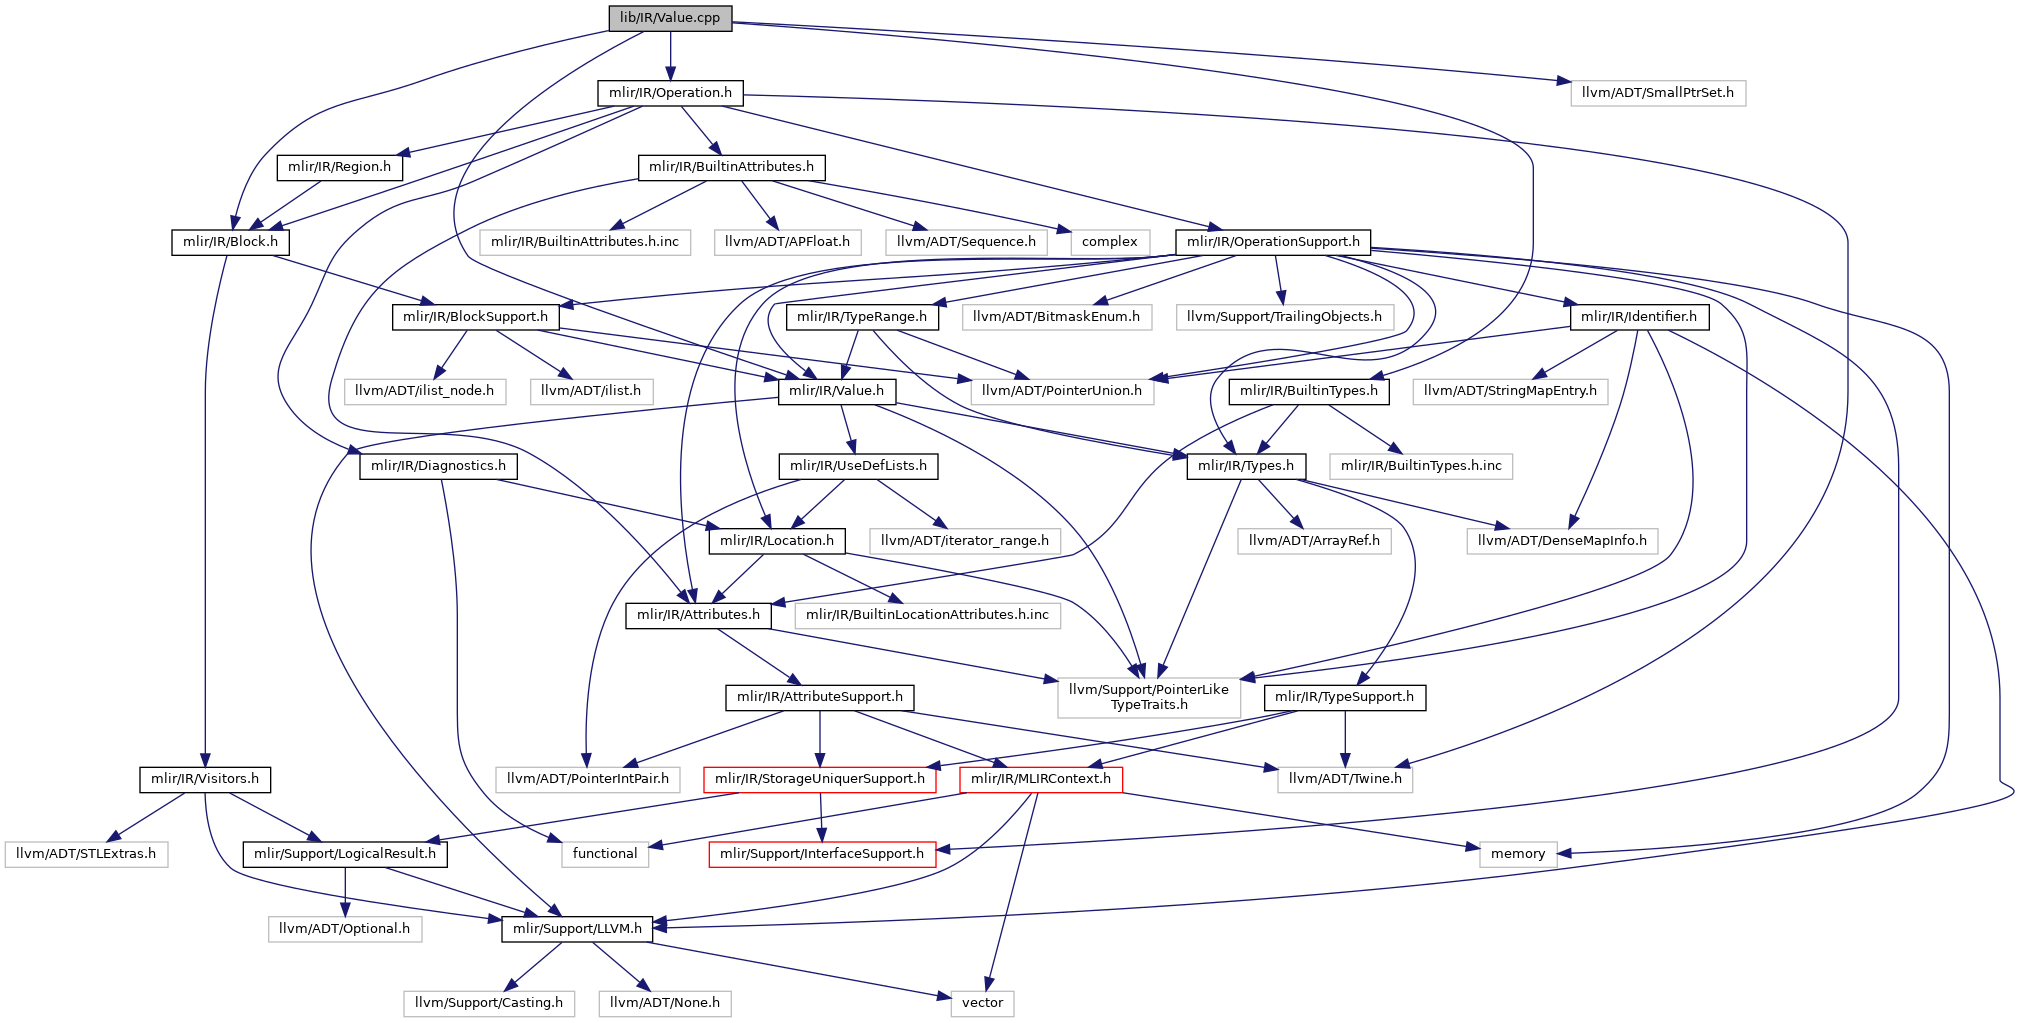 lib/IR/Value.cpp
mlir/IR/Operation.h
llvm/ADT/SmallPtrSet.h
mlir/IR/Region.h
mlir/IR/BuiltinAttributes.h
mlir/IR/Block.h
mlir/IR/BuiltinAttributes.h.inc
llvm/ADT/APFloat.h
llvm/ADT/Sequence.h
complex
mlir/IR/OperationSupport.h
mlir/IR/BlockSupport.h
mlir/IR/TypeRange.h
llvm/ADT/BitmaskEnum.h
llvm/Support/TrailingObjects.h
mlir/IR/Identifier.h
llvm/ADT/ilist_node.h
llvm/ADT/ilist.h
mlir/IR/Value.h
llvm/ADT/PointerUnion.h
mlir/IR/BuiltinTypes.h
llvm/ADT/StringMapEntry.h
mlir/IR/Diagnostics.h
mlir/IR/UseDefLists.h
mlir/IR/Types.h
mlir/IR/BuiltinTypes.h.inc
mlir/IR/Location.h
llvm/ADT/iterator_range.h
llvm/ADT/ArrayRef.h
llvm/ADT/DenseMapInfo.h
mlir/IR/Attributes.h
mlir/IR/BuiltinLocationAttributes.h.inc
mlir/IR/AttributeSupport.h
llvm/Support/PointerLike
TypeTraits.h
mlir/IR/TypeSupport.h
mlir/IR/Visitors.h
llvm/ADT/PointerIntPair.h
mlir/IR/StorageUniquerSupport.h
mlir/IR/MLIRContext.h
llvm/ADT/Twine.h
llvm/ADT/STLExtras.h
mlir/Support/LogicalResult.h
functional
mlir/Support/InterfaceSupport.h
memory
llvm/ADT/Optional.h
mlir/Support/LLVM.h
llvm/Support/Casting.h
llvm/ADT/None.h
vector